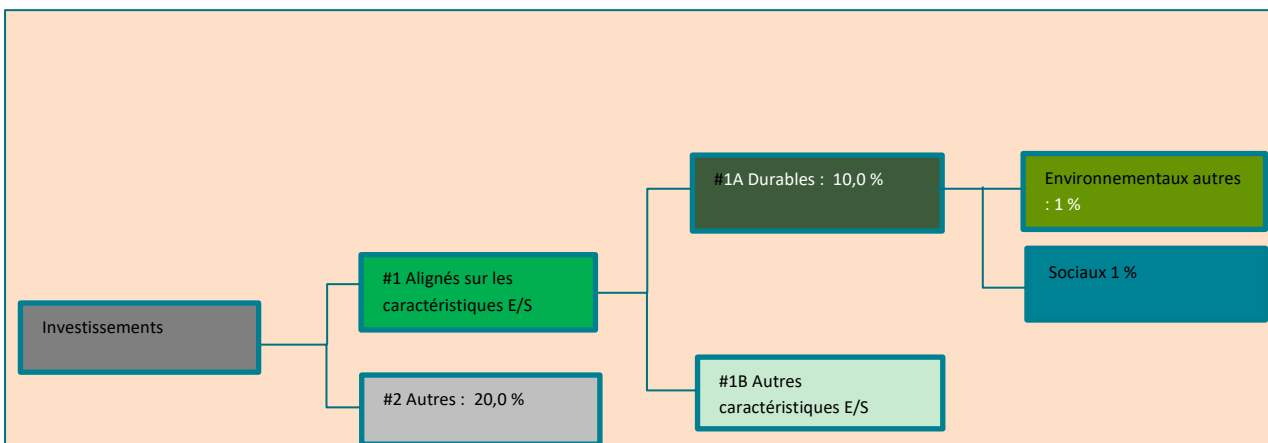 #1A Durables : 10,0 %
Environnementaux autres
: 1 %
Sociaux 1 %
#1 Alignés sur les
caractéristiques E/S
Investissements
#1B Autres
caractéristiques E/S
#2 Autres : 20,0 %